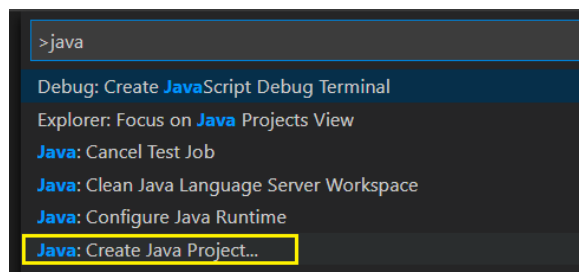 >java
Debug: Create JavaScript Debug Terminal
Explorer: Focus on Java Projects View
Java: Cancel Test Job
Java: Clean Java Language Server Workspace
Java: Configure Java Runtime
Java: Create Java Project...